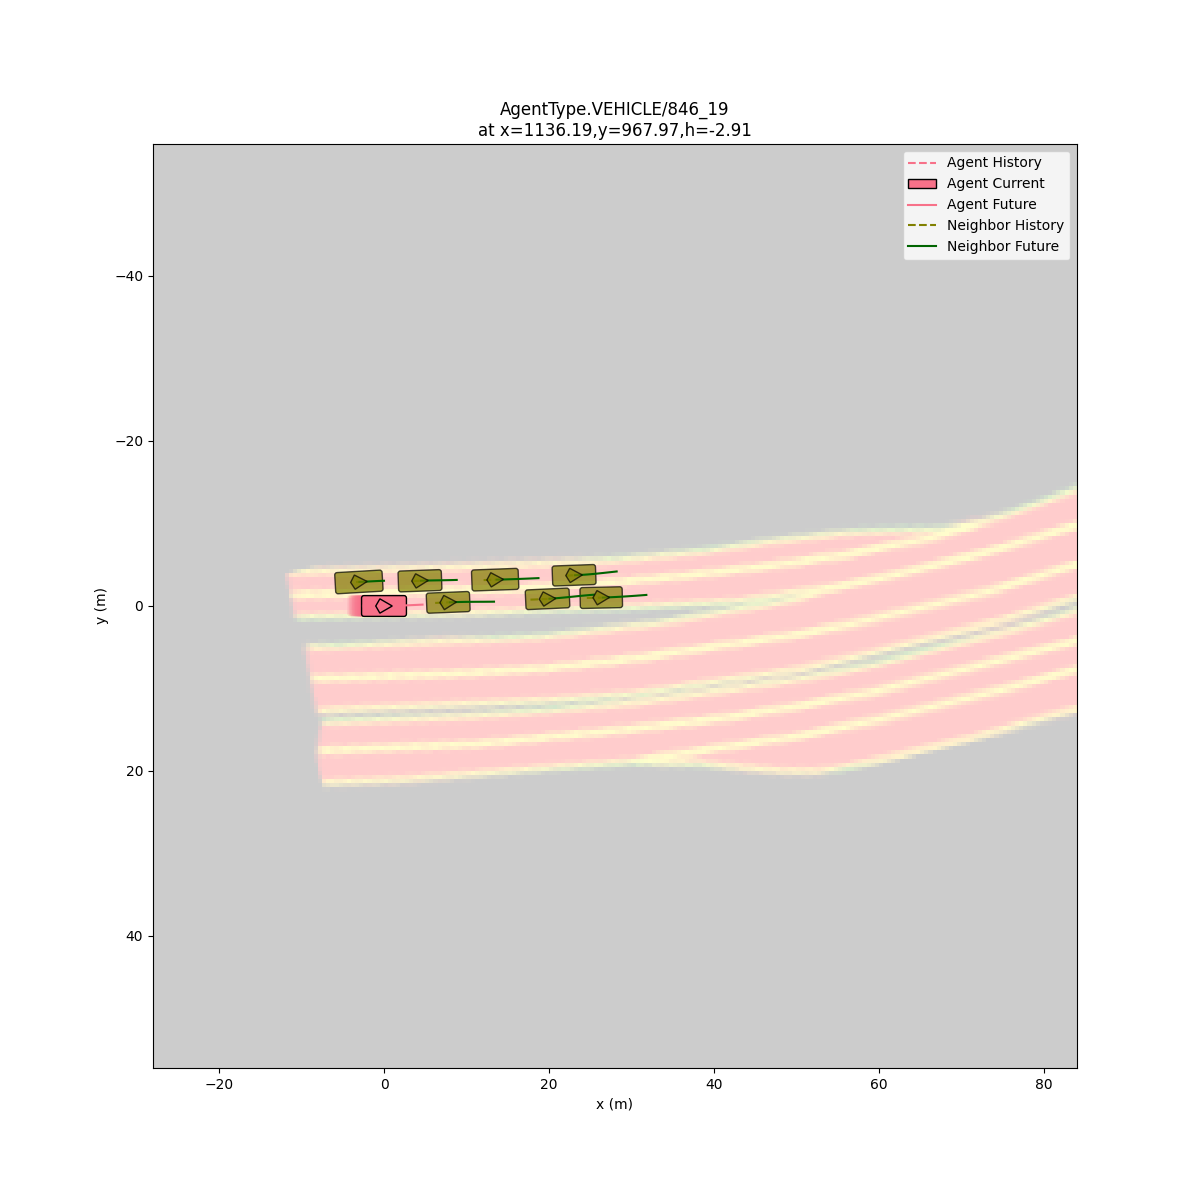 AgentType.VEHICLE/846_19
at x=1136.19,y=967.97,h=-2.91
Agent History
Agent Current
Agent Future
Neighbor History
Neighbor Future
−40
−20
0
20
40
y (m)
−20
0
20
40
60
80
x (m)